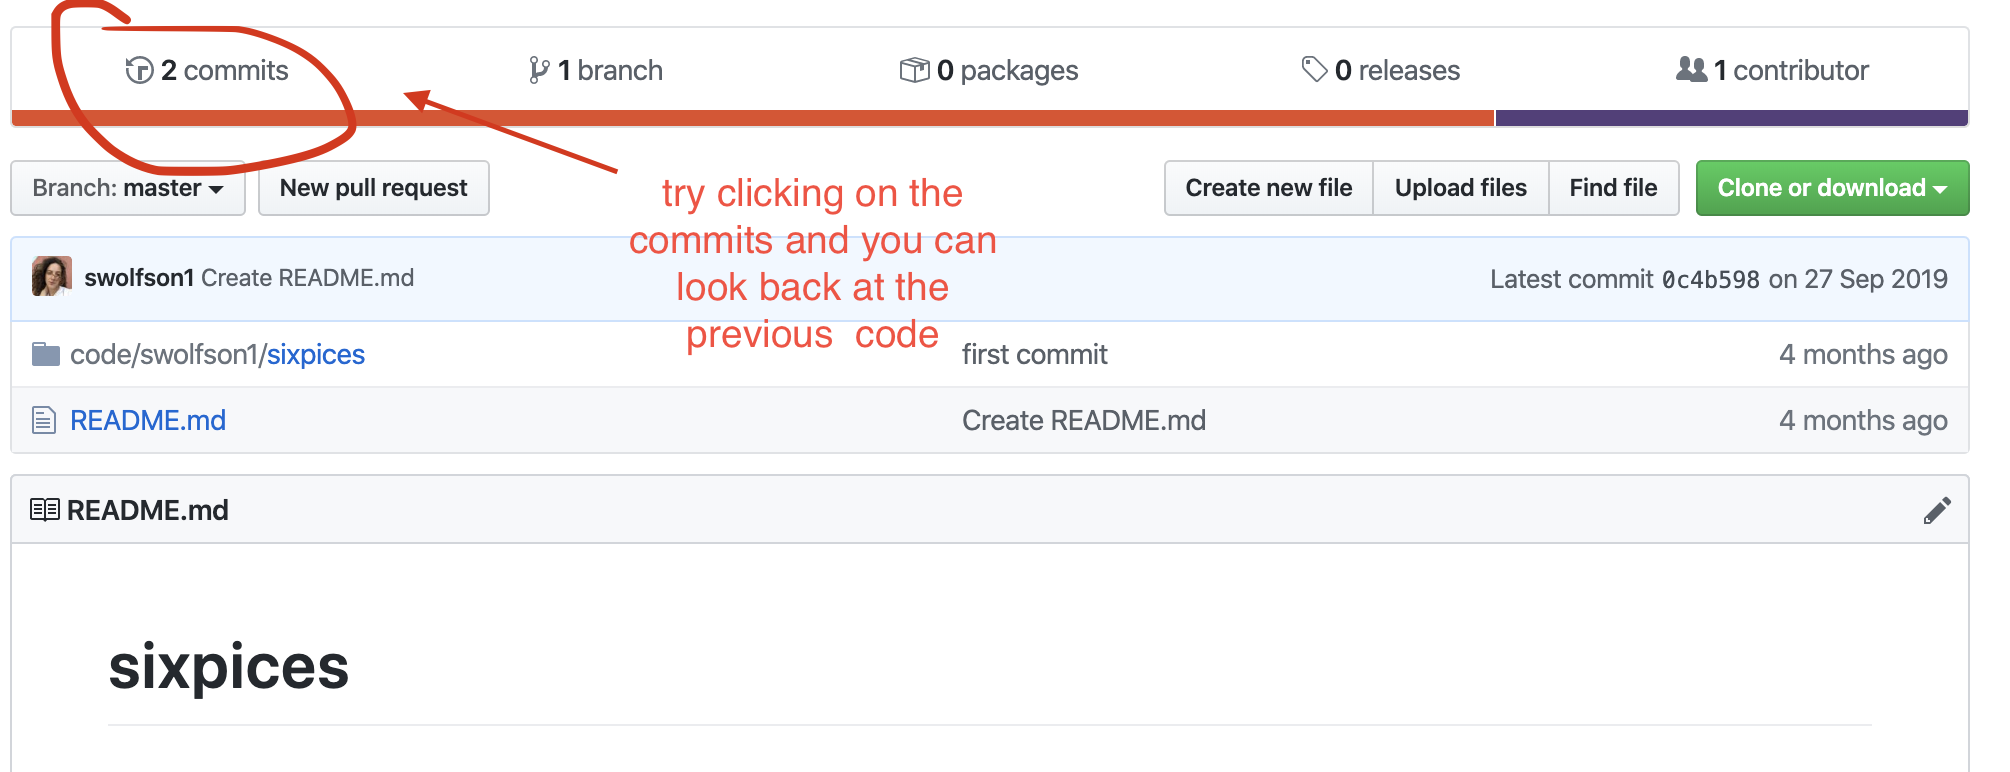 2 commits 1 branch 0 packages 0 releases 1 contributor
Branch: master New pull request Create new file Upload files Find file Clone or download
try clicking on the
commits and you can
look back at the
previous code
swolfson1 Create README.md Latest commit 0c4b598 on 27 Sep 2019
code/swolfson1/sixpices first commit 4 months ago
README.md Create README.md 4 months ago
README.md
sixpices